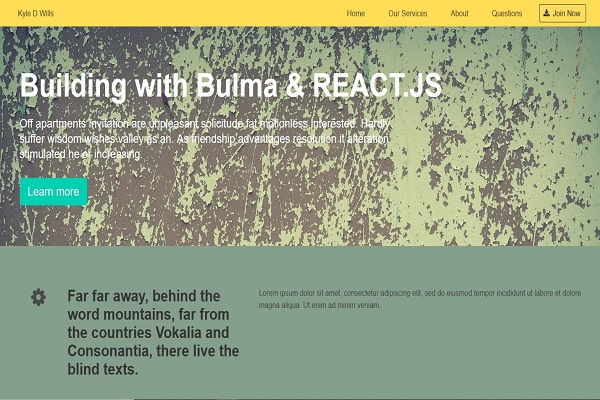 Kyle D Wills
Home
Our Services
About
Questions
Join Now
Building with Bulma & REACT.JS
Off apartments invitation are unpleasant solicitude fat motionless interested. Hardly
suffer wisdom wishes valley as an. As friendship advantages resolution it alteration
stimulated he or increasing.
Learn more
Far far away, behind the
word mountains, far from
the countries Vokalia and
Consonantia, there live the
blind texts.
Lorem ipsum dolor sit amet, consectetur adipiscing elit, sed do eiusmod tempor incididunt ut labore et dolore
magna aliqua. Ut enim ad minim veniam.